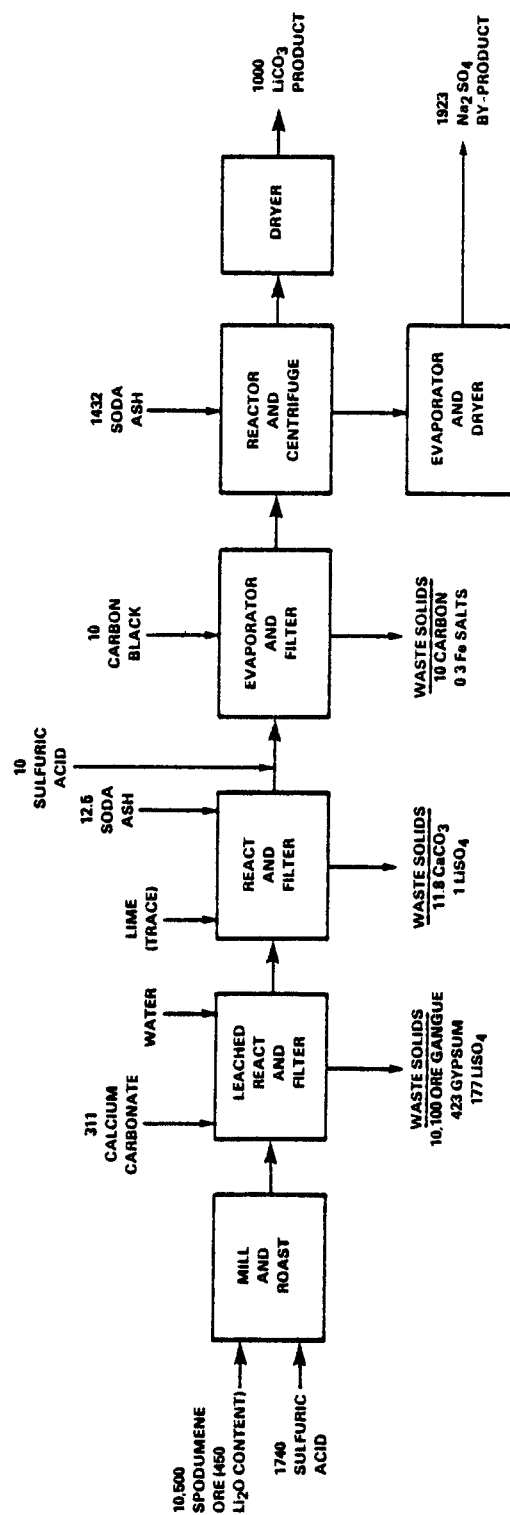 10,500
SPODUMENE
ORE (450
Li2O CONTENT)
1740
SULFURIC
ACID
MILL
AND
ROAST
311
CALCIUM
CARBONATE
WATER
LEACHED
REACT
AND
FILTER
WASTE SOLIDS
10,100 ORE GANGUE
423 GYPSUM
177 LiSO4
LIME
(TRACE)
12.5
SODA
ASH
REACT
AND
FILTER
WASTE SOLIDS
11.8 CaCO3
1 LiSO4
10
SULFURIC
ACID
10
CARBON
BLACK
EVAPORATOR
AND
FILTER
WASTE SOLIDS
10 CARBON
0.3 Fe SALTS
1432
SODA
ASH
REACTOR
AND
CENTRIFUGE
DRYER
1000
LiCO3
PRODUCT
EVAPORATOR
AND
DRYER
1923
Na2SO4
BY-PRODUCT